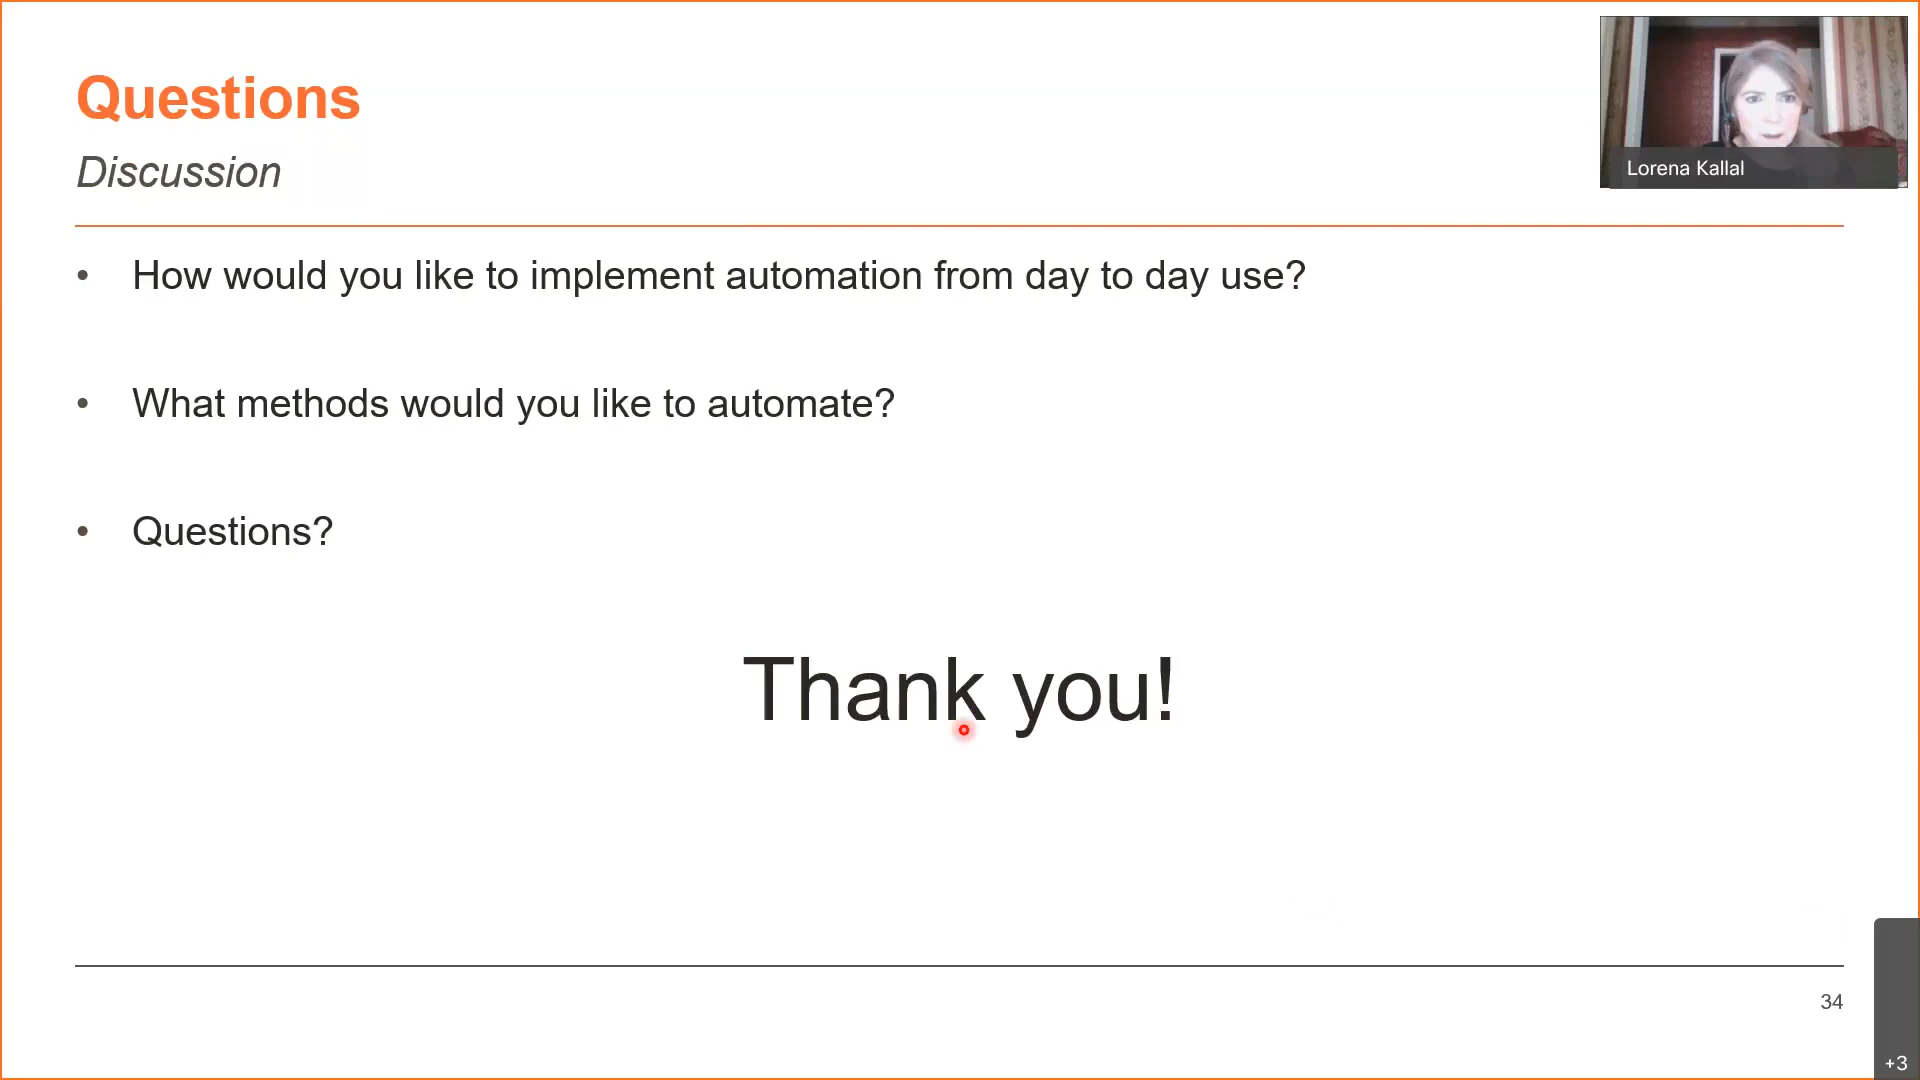 Questions
Discussion
Lorena Kallal
• How would you like to implement automation from day to day use?
• What methods would you like to automate?
• Questions?
Thank you!
34
+3